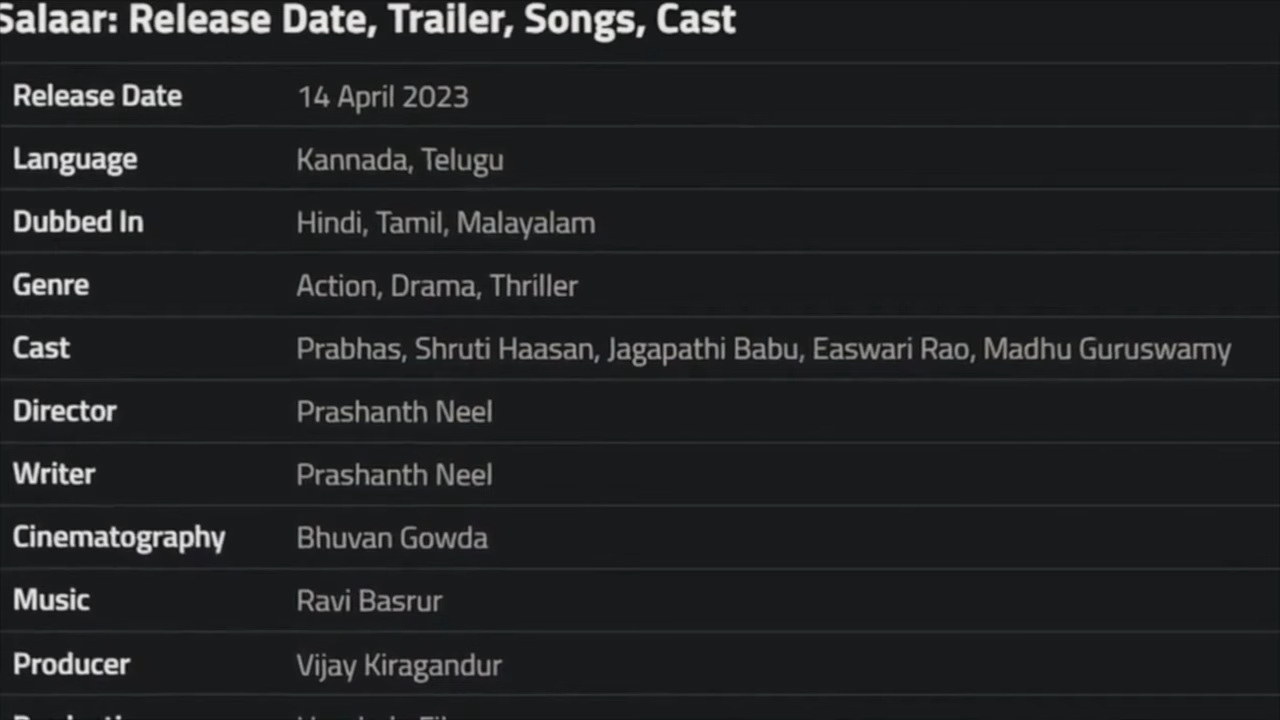 Salaar: Release Date, Trailer, Songs, Cast
Release Date 14 April 2023
Language Kannada, Telugu
Dubbed In Hindi, Tamil, Malayalam
Genre Action, Drama, Thriller
Cast Prabhas, Shruti Haasan, Jagapathi Babu, Easwari Rao, Madhu Guruswamy
Director Prashanth Neel
Writer Prashanth Neel
Cinematography Bhuvan Gowda
Music Ravi Basrur
Producer Vijay Kiragandur